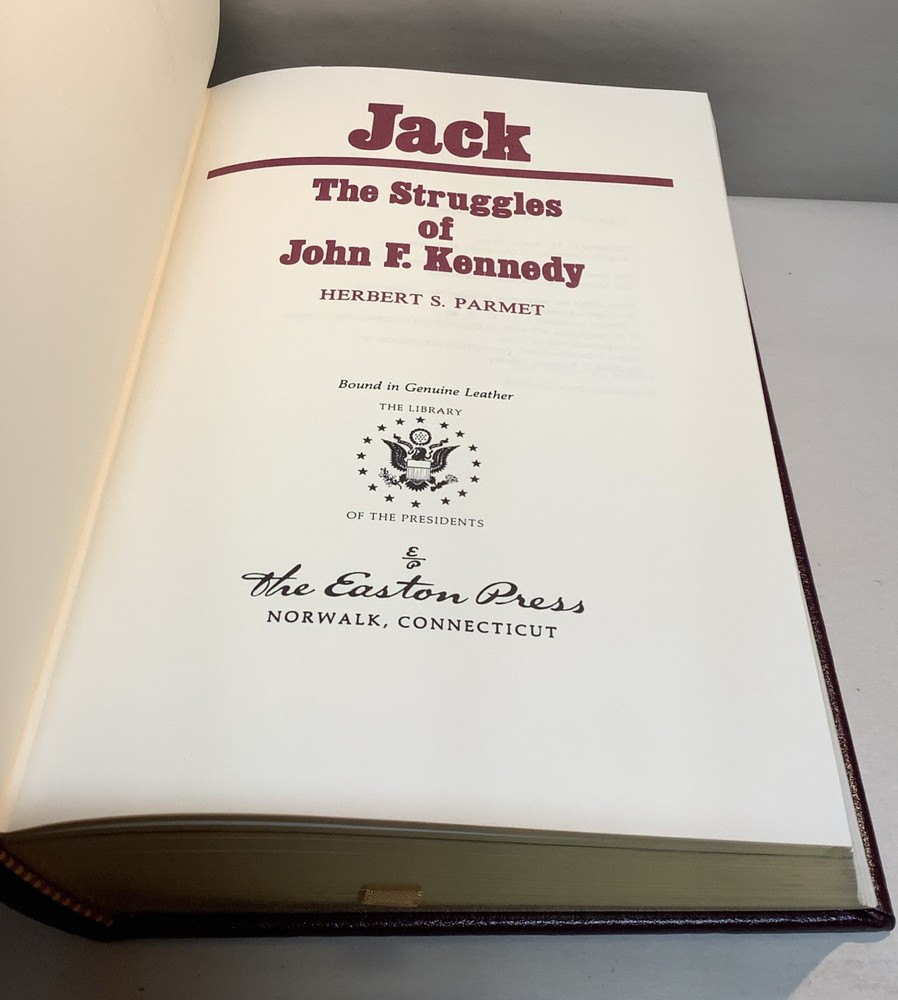 Jack
The Struggles
of
John F. Kennedy
HERBERT S. PARMET
Bound in Genuine Leather
THE LIBRARY
OF THE PRESIDENTS
E
P
The Easton Press
NORWALK, CONNECTICUT